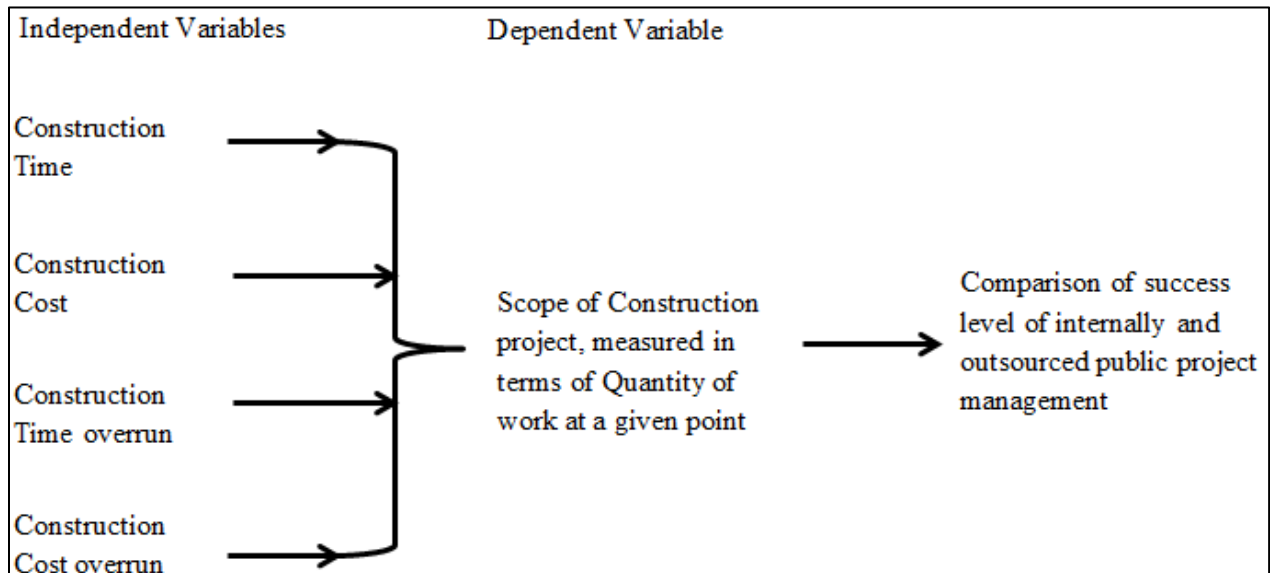 Independent Variables
Dependent Variable
Construction
Time
Construction
Cost
Construction
Time overrun
Construction
Cost overrun
Scope of Construction
project, measured in
terms of Quantity of
work at a given point
Comparison of success
level of internally and
outsourced public project
management